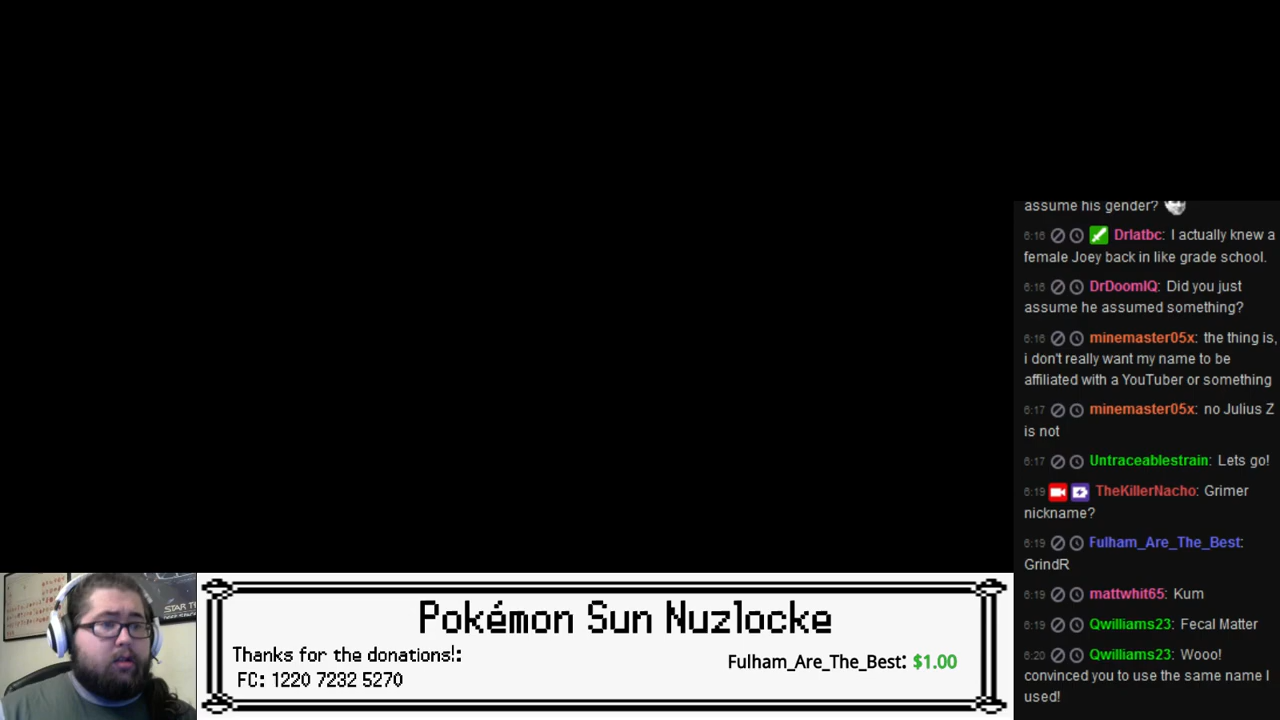 assume his gender?
6:16 Drlatbc: I actually knew a
female Joey back in like grade school.
6:16 DrDoomIQ: Did you just
assume he assumed something?
6:16 minemaster05x: the thing is,
i don't really want my name to be
affiliated with a YouTuber or something
6:17 minemaster05x: no Julius Z
is not
6:17 Untraceablestrain: Lets go!
6:19 TheKillerNacho: Grimer
nickname?
6:19 Fulham_Are_The_Best:
GrindR
6:19 mattwhit65: Kum
6:19 Qwilliams23: Fecal Matter
6:20 Qwilliams23: Wooo!
convinced you to use the same name I
used!
STAR TR
Pokémon Sun Nuzlocke
Thanks for the donations!:
Fulham_Are_The_Best: $1.00
FC: 1220 7232 5270